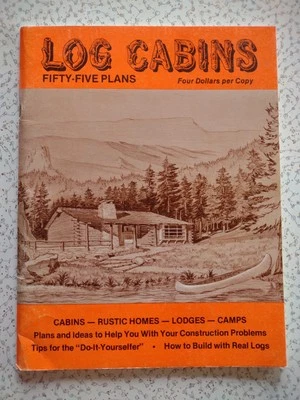 LOG CABINS
FIFTY-FIVE PLANS Four Dollars per Copy
CABINS — RUSTIC HOMES — LODGES — CAMPS
Plans and Ideas to Help You With Your Construction Problems
Tips for the "Do-It-Yourselfer" • How to Build with Real Logs